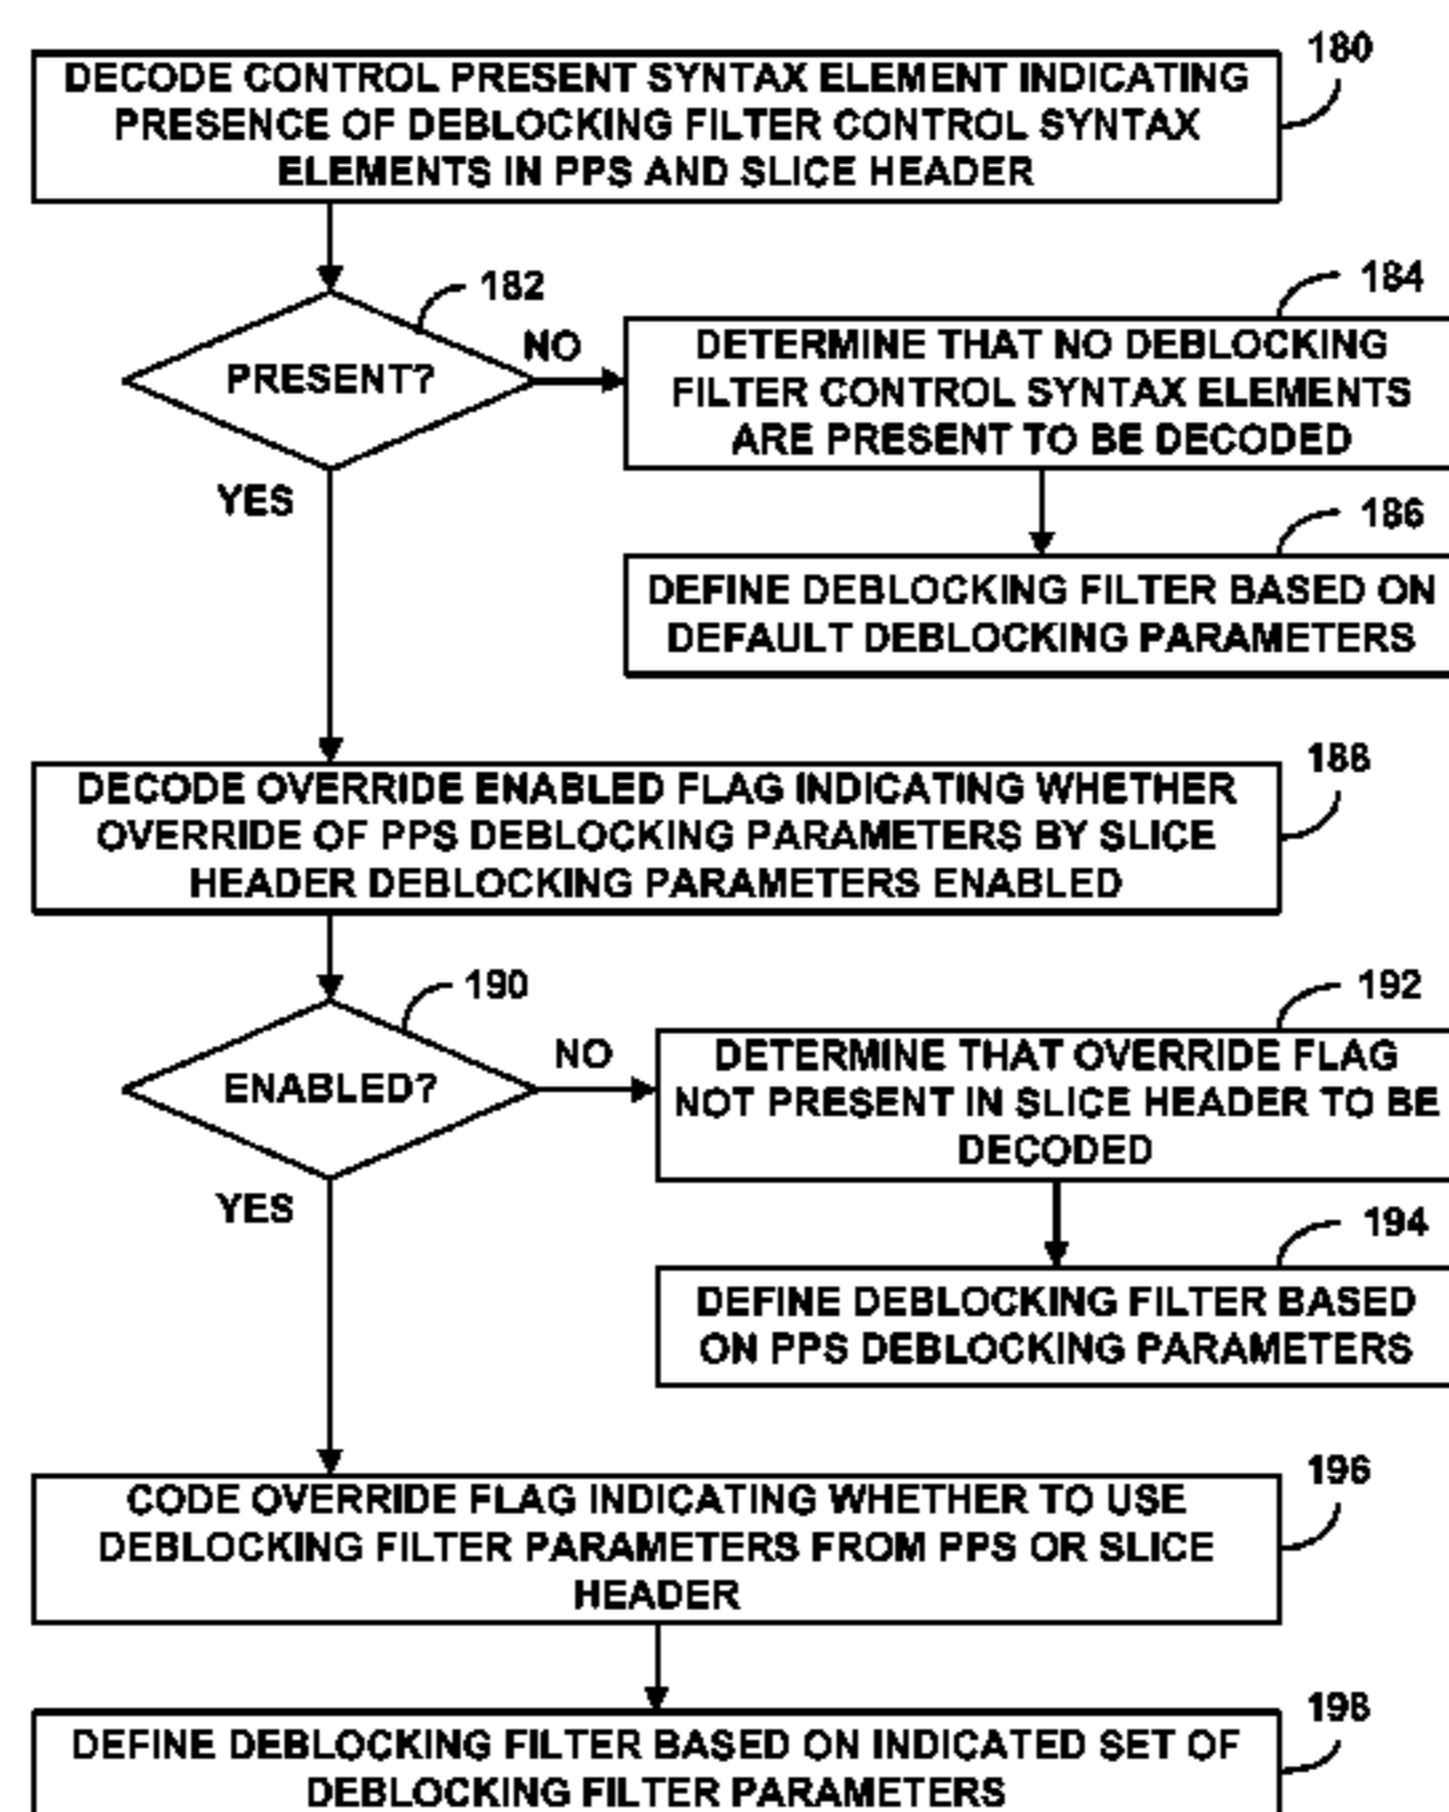 180
DECODE CONTROL PRESENT SYNTAX ELEMENT INDICATING
PRESENCE OF DEBLOCKING FILTER CONTROL SYNTAX
ELEMENTS IN PPS AND SLICE HEADER
182
PRESENT?
NO
YES
184
DETERMINE THAT NO DEBLOCKING
FILTER CONTROL SYNTAX ELEMENTS
ARE PRESENT TO BE DECODED
186
DEFINE DEBLOCKING FILTER BASED ON
DEFAULT DEBLOCKING PARAMETERS
188
DECODE OVERRIDE ENABLED FLAG INDICATING WHETHER
OVERRIDE OF PPS DEBLOCKING PARAMETERS BY SLICE
HEADER DEBLOCKING PARAMETERS ENABLED
190
ENABLED?
NO
YES
192
DETERMINE THAT OVERRIDE FLAG
NOT PRESENT IN SLICE HEADER TO BE
DECODED
194
DEFINE DEBLOCKING FILTER BASED
ON PPS DEBLOCKING PARAMETERS
196
CODE OVERRIDE FLAG INDICATING WHETHER TO USE
DEBLOCKING FILTER PARAMETERS FROM PPS OR SLICE
HEADER
198
DEFINE DEBLOCKING FILTER BASED ON INDICATED SET OF
DEBLOCKING FILTER PARAMETERS